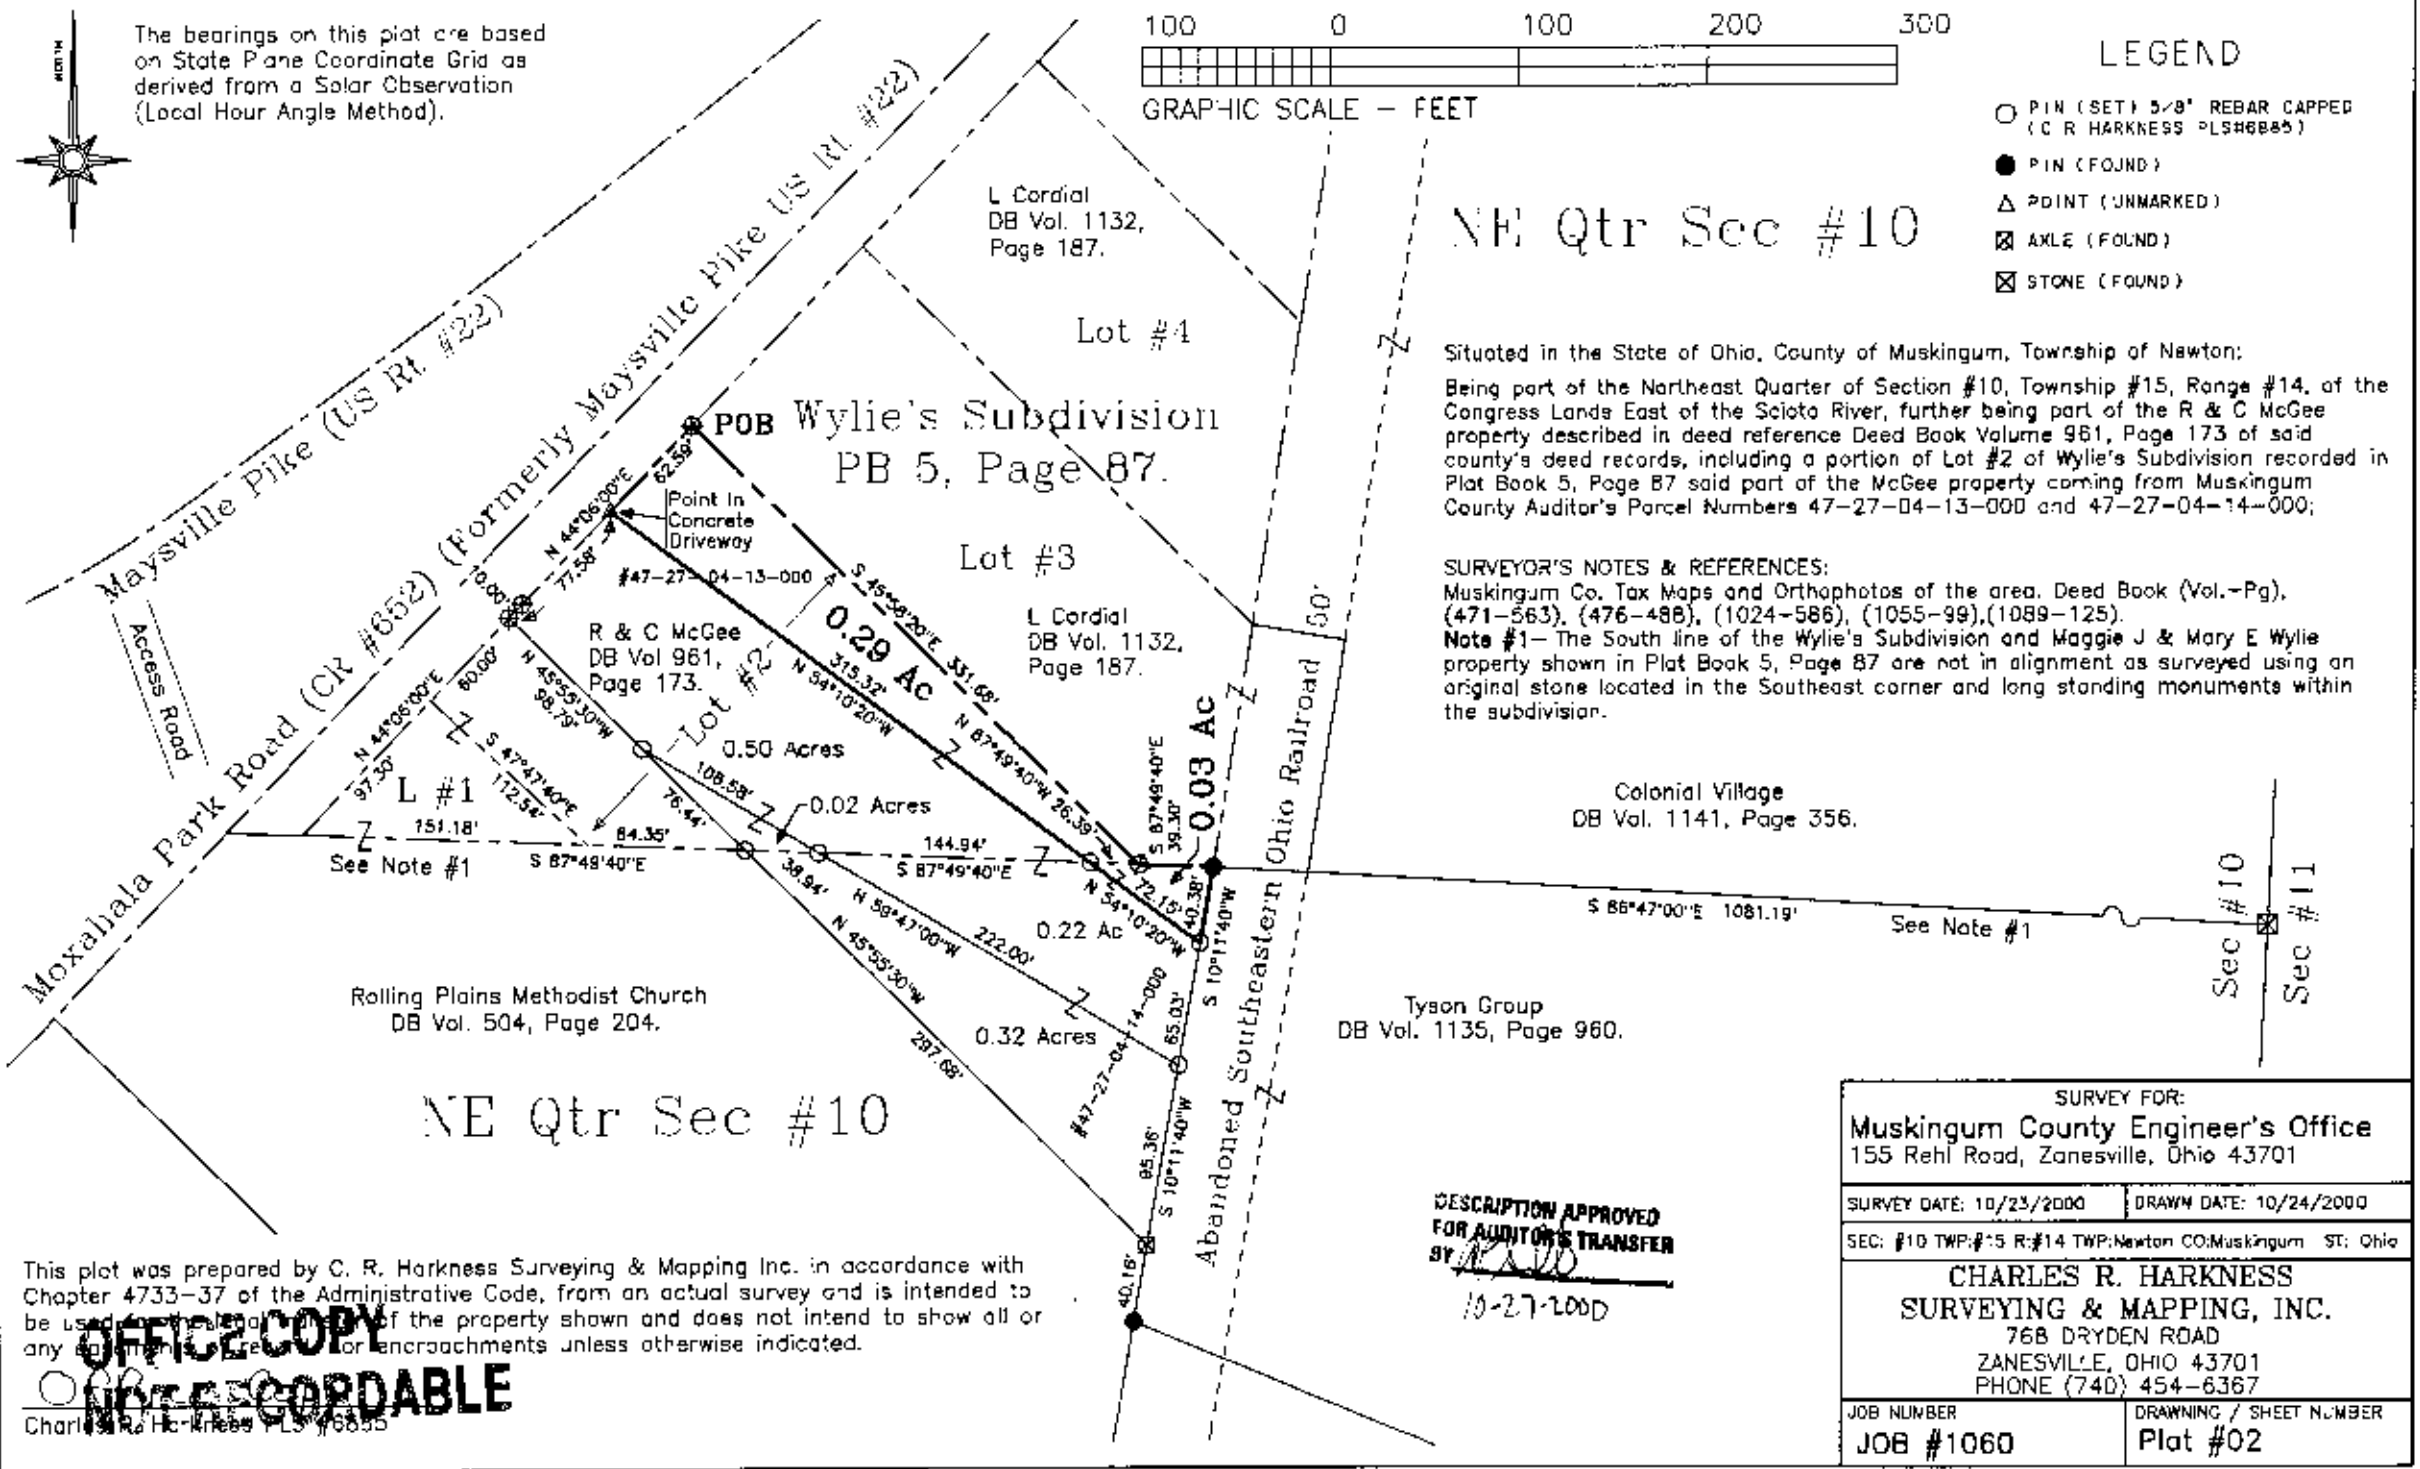 NORTH
The bearings on this plat are based
on State Plane Coordinate Grid as
derived from a Solar Observation
(Local Hour Angle Method).
100 0 100 200 300
GRAPHIC SCALE - FEET
LEGEND
PIN (SET) 5/8" REBAR CAPPED
(C R HARKNESS PLS#6885)
PIN (FOUND)
POINT (UNMARKED)
AXLE (FOUND)
STONE (FOUND)
NE Qtr Sec #10
L Cordial
DB Vol. 1132,
Page 187.
Lot #4
Maysville Pike (US Rt. #22)
Moxahala Park Road (CR #652) (Formerly Maysville Pike US Rt. #22)
Access Road
POB
Wylie's Subdivision
PB 5, Page 87.
Point In
Concrete
Driveway
N 44°06'00"E
62.59'
77.58'
10.00'
#47-27-04-13-000
Lot #3
L Cordial
DB Vol. 1132,
Page 187.
S 45°58'20"E 331.68'
0.29 Ac
315.32'
N 54°10'20"W
R & C McGee
DB Vol 961,
Page 173.
Lot #2
N 45°55'30"W
98.79'
60.00'
N 44°06'00"E
97.30'
L #1
S 47°47'40"E
112.54'
0.50 Acres
108.58'
76.44'
0.02 Acres
151.18'
See Note #1
84.35'
S 87°49'40"E
144.94'
S 87°49'40"E
N 87°49'40"W 26.39'
S 87°49'40"E
39.30'
0.03 Ac
50'
38.94'
N 59°47'00"W
222.00'
N 45°55'30"W
297.68'
72.15'
N 54°10'20"W
40.38'
S 10°11'40"W
0.22 Ac
0.32 Acres
65.03'
#47-27-04-14-000
95.36'
S 10°11'40"W
40.16'
Abandoned Southeastern Ohio Railroad
Situated in the State of Ohio, County of Muskingum, Township of Newton:
Being part of the Northeast Quarter of Section #10, Township #15, Range #14, of the
Congress Lands East of the Scioto River, further being part of the R & C McGee
property described in deed reference Deed Book Volume 961, Page 173 of said
county's deed records, including a portion of Lot #2 of Wylie's Subdivision recorded in
Plat Book 5, Page 87 said part of the McGee property coming from Muskingum
County Auditor's Parcel Numbers 47-27-04-13-000 and 47-27-04-14-000;
SURVEYOR'S NOTES & REFERENCES:
Muskingum Co. Tax Maps and Orthophotos of the area. Deed Book (Vol.-Pg),
(471-563), (476-488), (1024-586), (1055-99),(1089-125).
Note #1- The South line of the Wylie's Subdivision and Maggie J & Mary E Wylie
property shown in Plat Book 5, Page 87 are not in alignment as surveyed using an
original stone located in the Southeast corner and long standing monuments within
the subdivision.
Colonial Village
DB Vol. 1141, Page 356.
S 86°47'00"E 1081.19'
See Note #1
Sec #10
Sec #11
Tyson Group
DB Vol. 1135, Page 960.
Rolling Plains Methodist Church
DB Vol. 504, Page 204.
NE Qtr Sec #10
This plat was prepared by C. R. Harkness Surveying & Mapping Inc. in accordance with
Chapter 4733-37 of the Administrative Code, from an actual survey and is intended to
be used for the legal of the property shown and does not intend to show all or
any easements or encroachments unless otherwise indicated.
OFFICE COPY
NOT RECORDABLE
Charles R. Harkness PLS
DESCRIPTION APPROVED
FOR AUDITOR'S TRANSFER
BY
10-27-2000
SURVEY FOR:
Muskingum County Engineer's Office
155 Rehl Road, Zanesville, Ohio 43701
SURVEY DATE: 10/23/2000 DRAWN DATE: 10/24/2000
SEC: #10 TWP:#15 R:#14 TWP:Newton CO:Muskingum ST: Ohio
CHARLES R. HARKNESS
SURVEYING & MAPPING, INC.
768 DRYDEN ROAD
ZANESVILLE, OHIO 43701
PHONE (740) 454-6367
JOB NUMBER
JOB #1060
DRAWNING / SHEET NUMBER
Plat #02